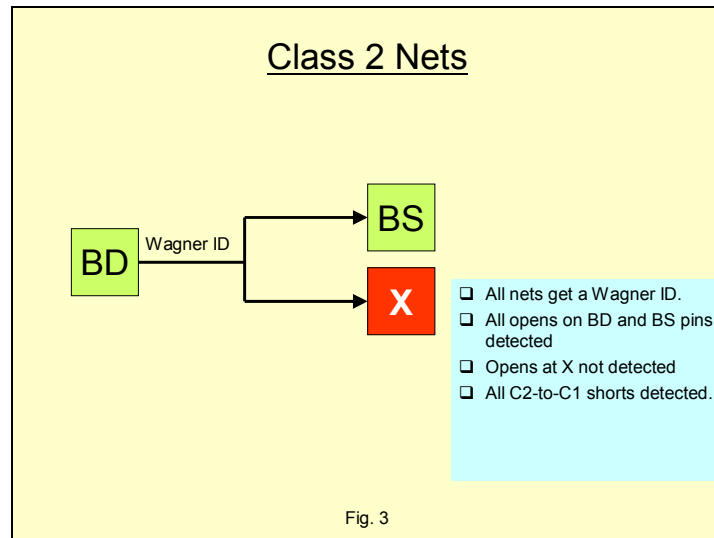 Class 2 Nets
BS
Wagner ID
BD
X
❑ All nets get a Wagner ID.
❑ All opens on BD and BS pins
detected
❑ Opens at X not detected
❑ All C2-to-C1 shorts detected.
Fig. 3